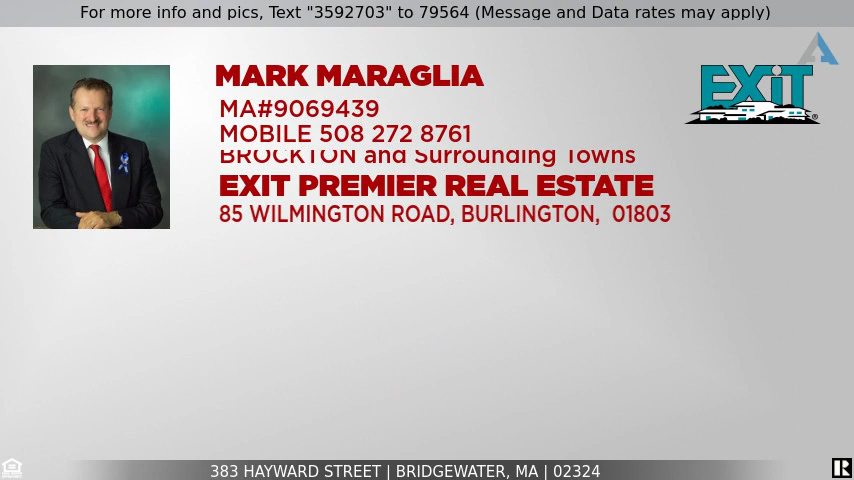 For more info and pics, Text "3592703" to 79564 (Message and Data rates may apply)
MARK MARAGLIA
EXiT
®
MA#9069439
MOBILE 508 272 8761
BROCKTON and Surrounding Towns
EXIT PREMIER REAL ESTATE
85 WILMINGTON ROAD, BURLINGTON, 01803
383 HAYWARD STREET | BRIDGEWATER, MA | 02324